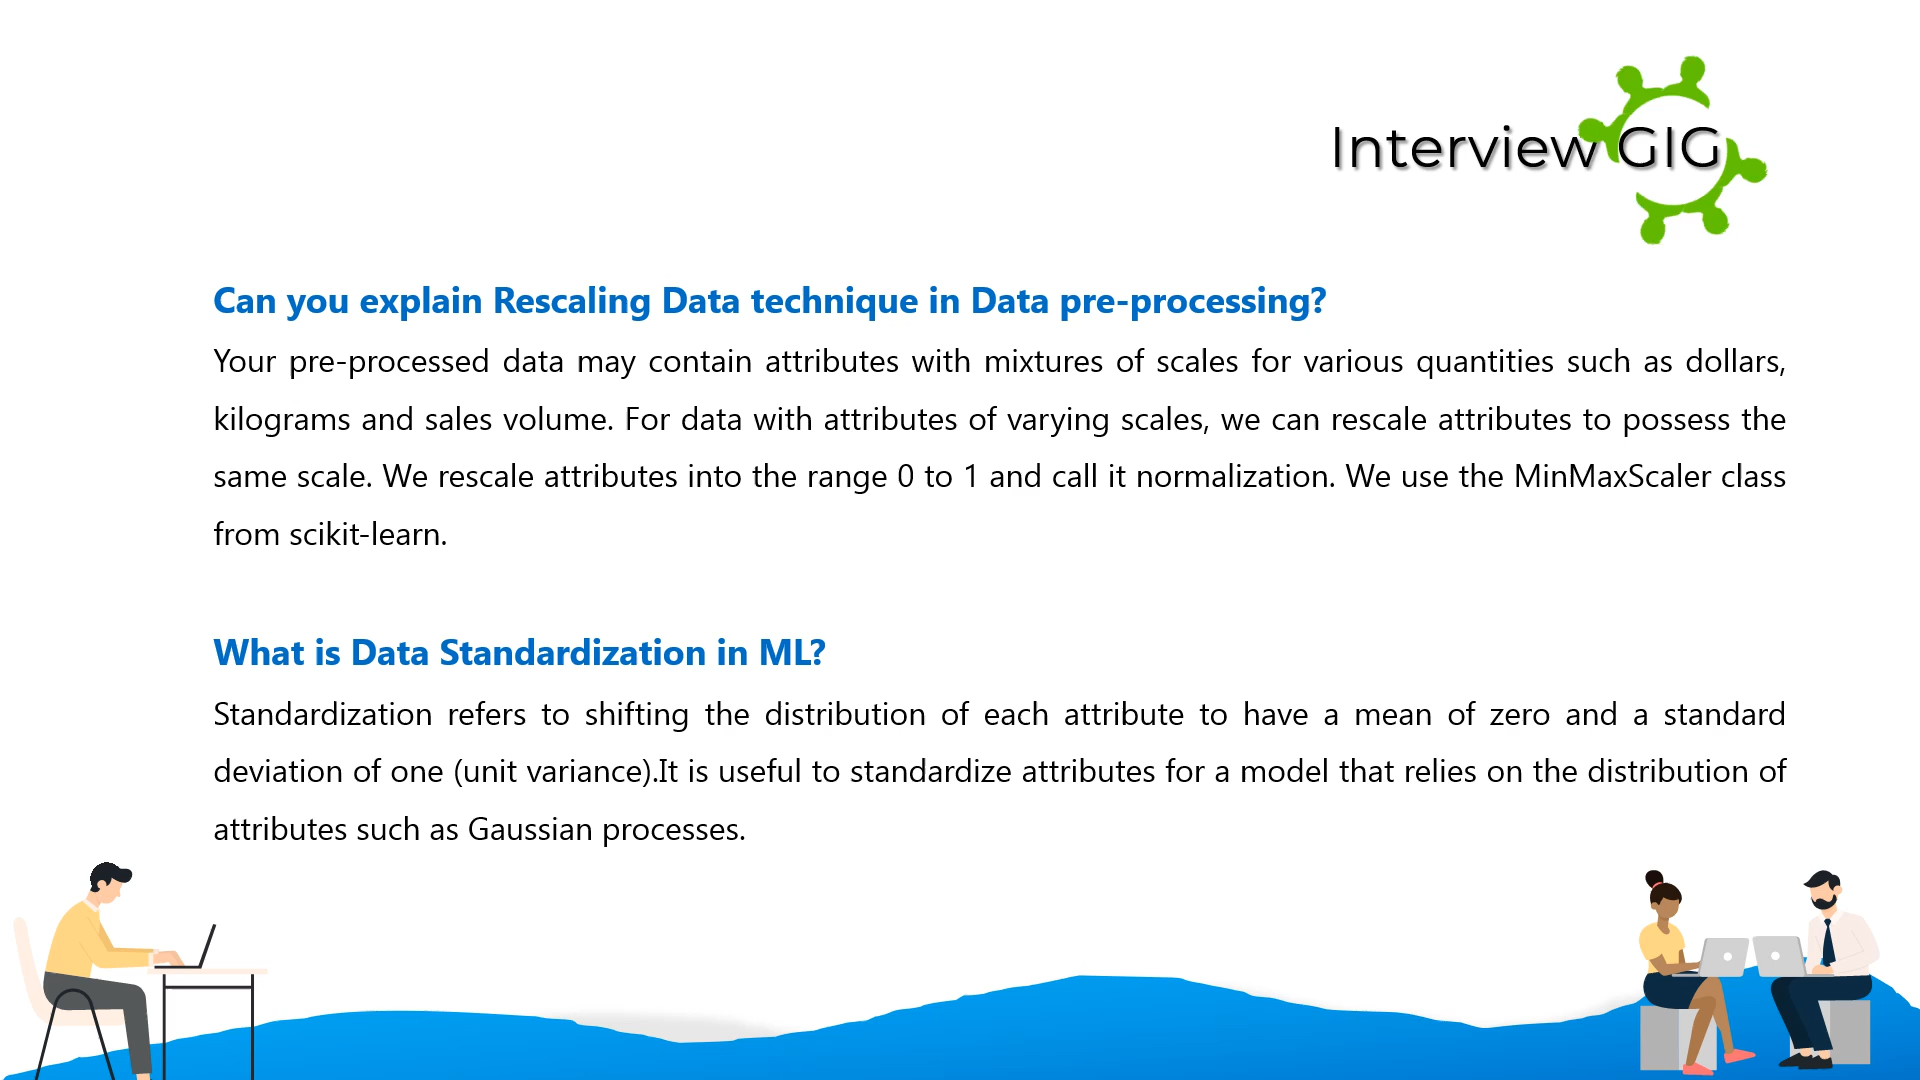 Interview GIG
Can you explain Rescaling Data technique in Data pre-processing?
Your pre-processed data may contain attributes with mixtures of scales for various quantities such as dollars,
kilograms and sales volume. For data with attributes of varying scales, we can rescale attributes to possess the
same scale. We rescale attributes into the range 0 to 1 and call it normalization. We use the MinMaxScaler class
from scikit-learn.
What is Data Standardization in ML?
Standardization refers to shifting the distribution of each attribute to have a mean of zero and a standard
deviation of one (unit variance).It is useful to standardize attributes for a model that relies on the distribution of
attributes such as Gaussian processes.